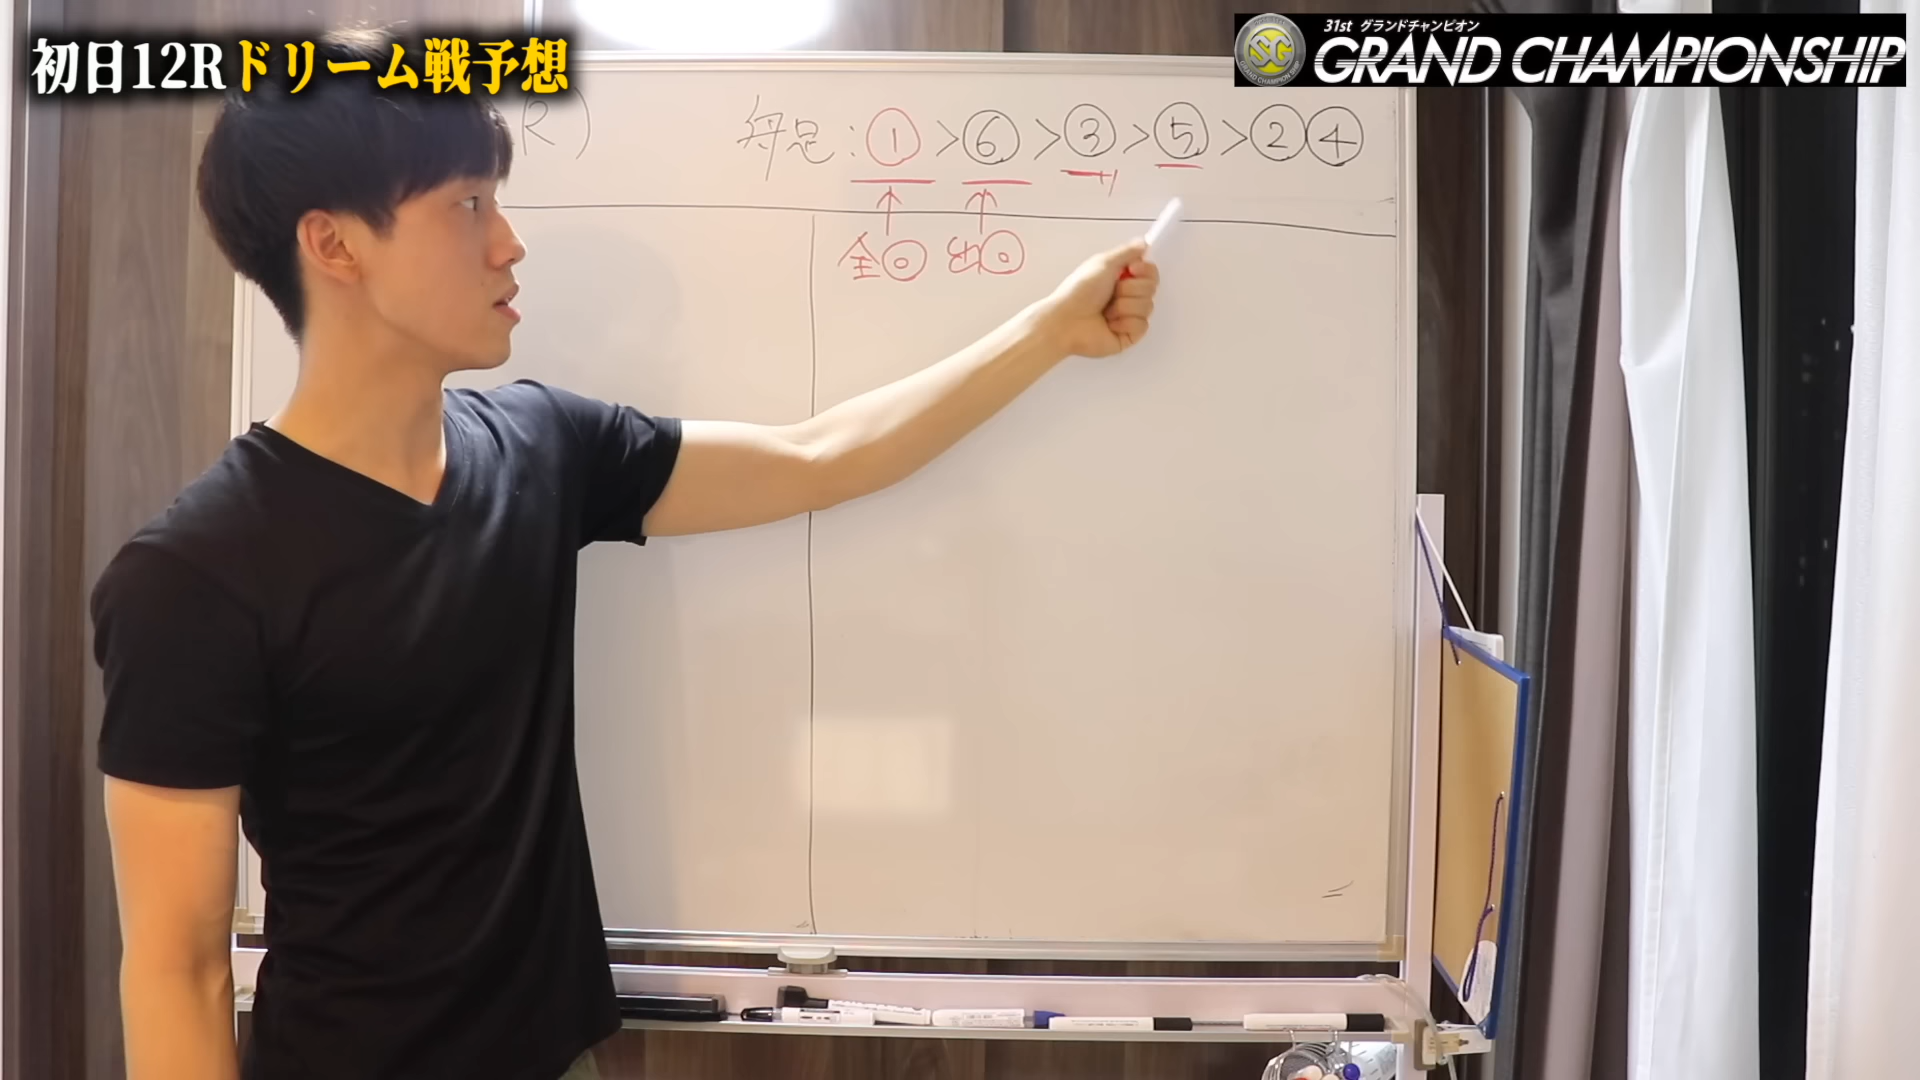 初日12Rドリーム戦予想
31st グランドチャンピオン
SG
GRAND CHAMPIONSHIP
R) 舟足:①>⑥>③>⑤>②④
全◎ 出◎